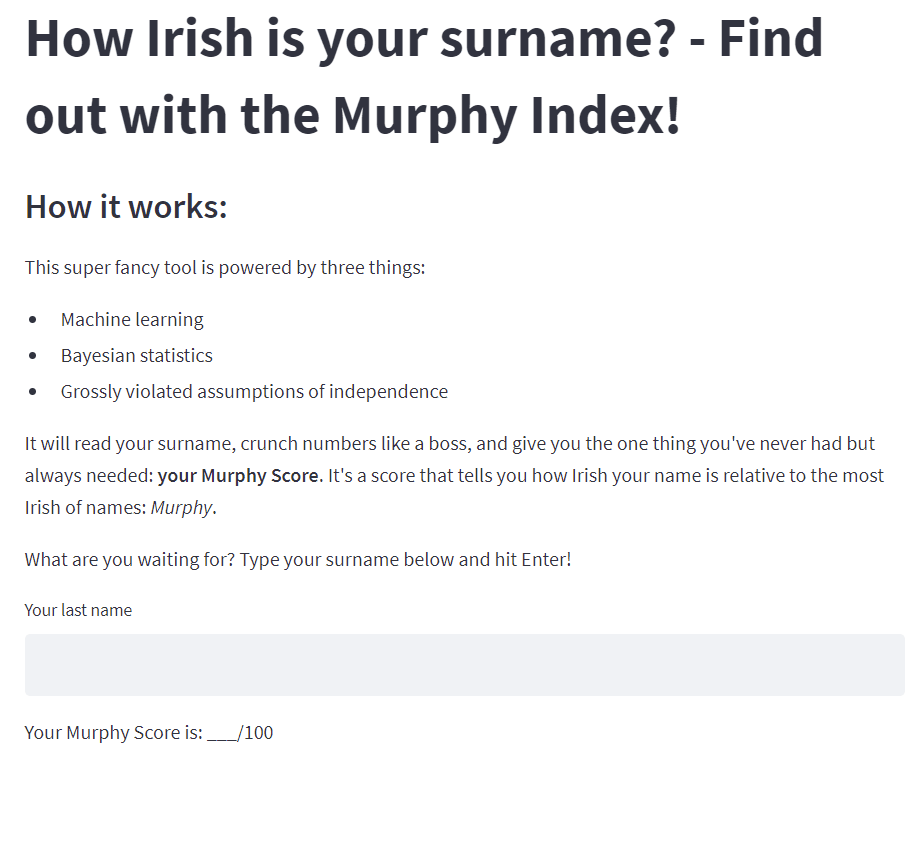 How Irish is your surname? - Find
out with the Murphy Index!
How it works:
This super fancy tool is powered by three things:
• Machine learning
• Bayesian statistics
• Grossly violated assumptions of independence
It will read your surname, crunch numbers like a boss, and give you the one thing you've never had but
always needed: your Murphy Score. It's a score that tells you how Irish your name is relative to the most
Irish of names: Murphy.
What are you waiting for? Type your surname below and hit Enter!
Your last name
Your Murphy Score is: ___/100